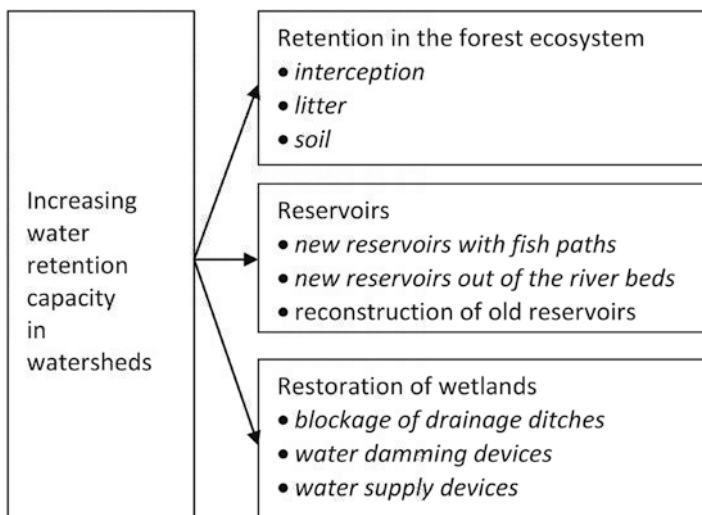 Increasing
water
retention
capacity
in
watersheds
Retention in the forest ecosystem
• interception
• litter
• soil
Reservoirs
• new reservoirs with fish paths
• new reservoirs out of the river beds
• reconstruction of old reservoirs
Restoration of wetlands
• blockage of drainage ditches
• water damming devices
• water supply devices